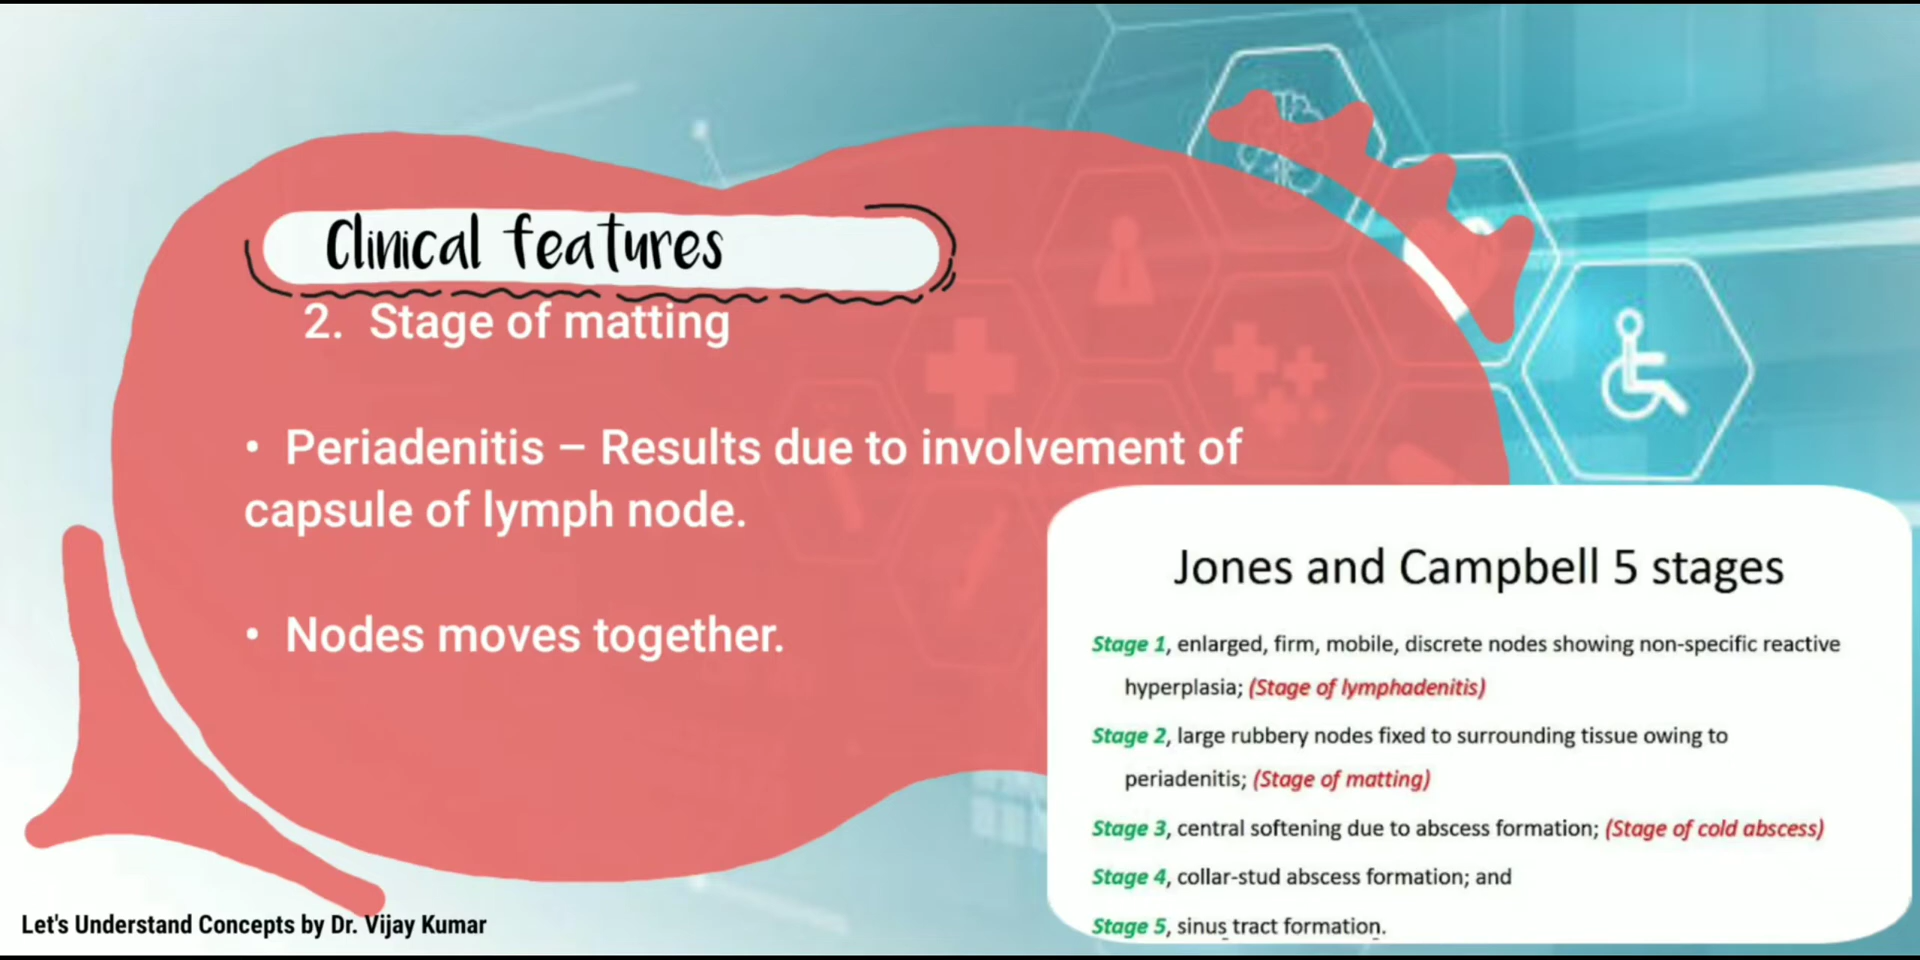 Clinical features
2. Stage of matting
• Periadenitis – Results due to involvement of
capsule of lymph node.
• Nodes moves together.
Jones and Campbell 5 stages
Stage 1, enlarged, firm, mobile, discrete nodes showing non-specific reactive
hyperplasia; (Stage of lymphadenitis)
Stage 2, large rubbery nodes fixed to surrounding tissue owing to
periadenitis; (Stage of matting)
Stage 3, central softening due to abscess formation; (Stage of cold abscess)
Stage 4, collar-stud abscess formation; and
Stage 5, sinus tract formation.
Let's Understand Concepts by Dr. Vijay Kumar